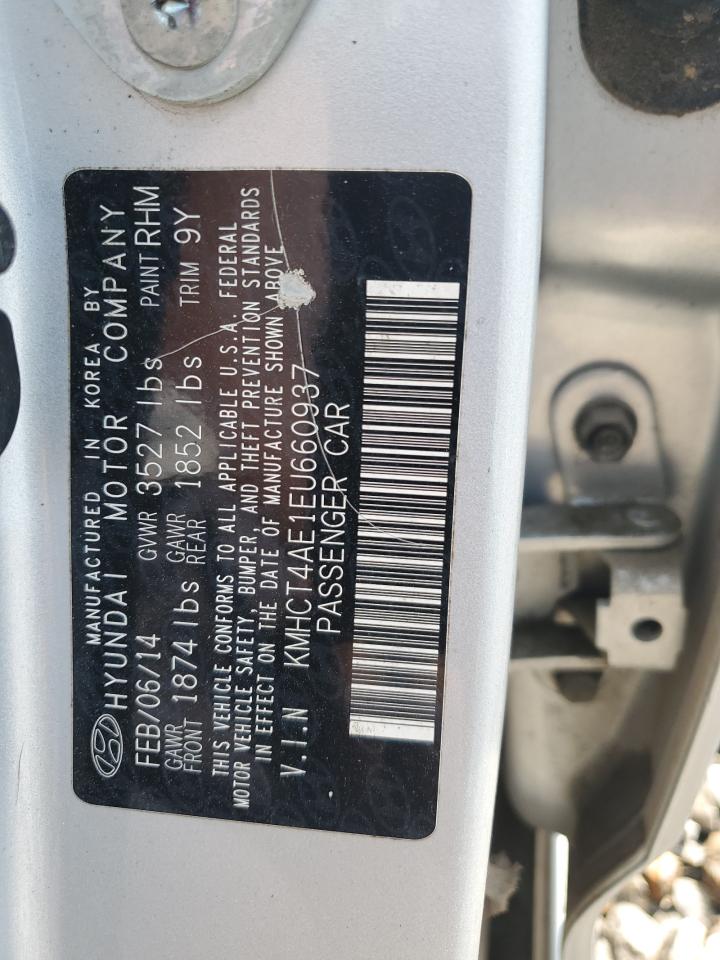 MANUFACTURED IN KOREA. BY
HYUNDAI MOTOR COMPANY
FEB/06/14 GVWR 3527 lbs PAINT RHM
GAWR FRONT 1874 lbs GAWR REAR 1852 lbs TRIM 9Y
THIS VEHICLE CONFORMS TO ALL APPLICABLE U.S.A. FEDERAL
MOTOR VEHICLE SAFETY, BUMPER, AND THEFT PREVENTION STANDARDS
IN EFFECT ON THE DATE OF MANUFACTURE SHOWN ABOVE
V.I.N KMHCT4AE1EU660937
PASSENGER CAR